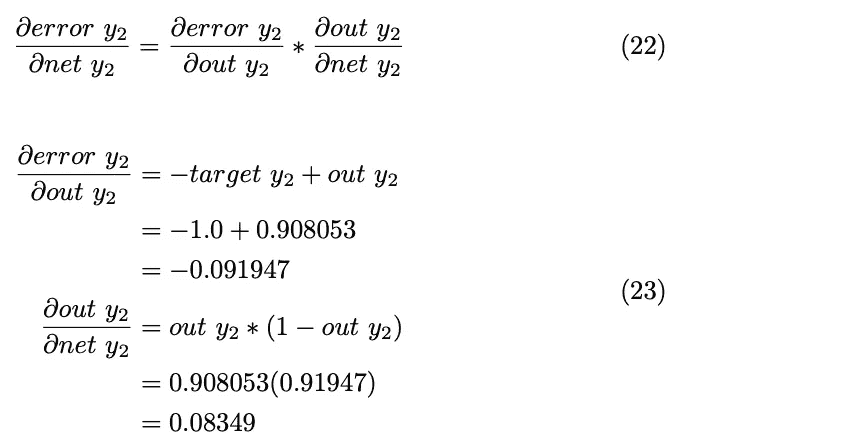 ∂error y₂/∂net y₂ = ∂error y₂/∂out y₂ * ∂out y₂/∂net y₂ (22)
∂error y₂/∂out y₂ = −target y₂ + out y₂
= −1.0 + 0.908053
= −0.091947
(23)
∂out y₂/∂net y₂ = out y₂ * (1 − out y₂)
= 0.908053(0.91947)
= 0.08349